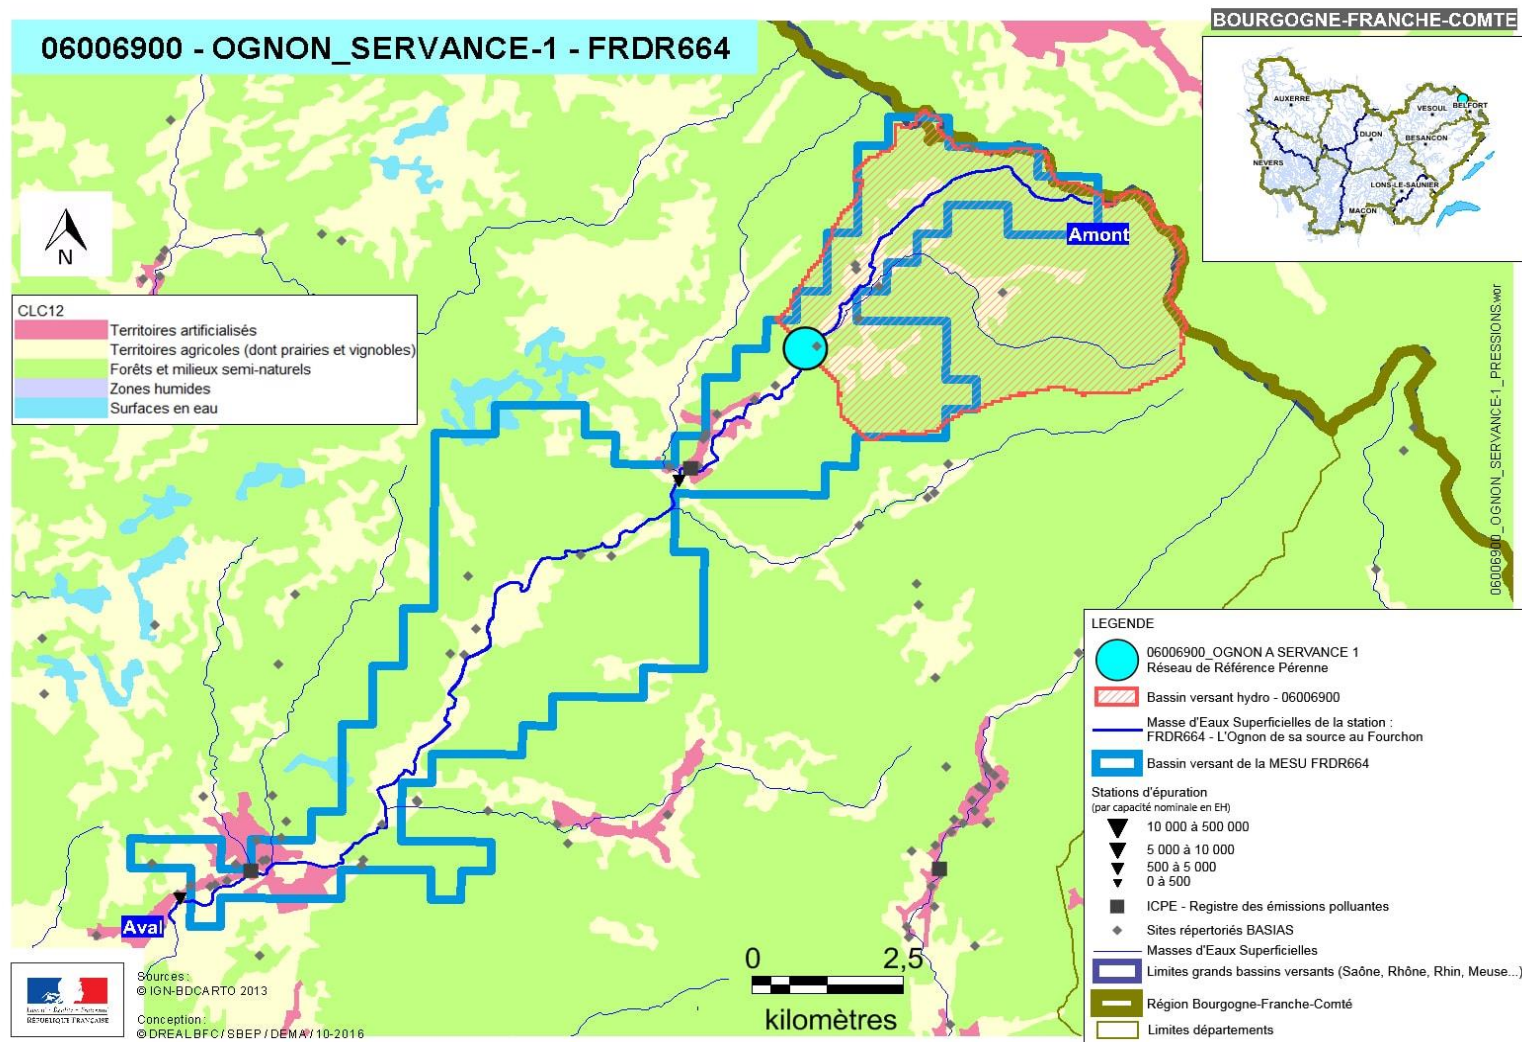 06006900 - OGNON_SERVANCE-1 - FRDR664
BOURGOGNE-FRANCHE-COMTE
AUXERRE
VESOUL
BELFORT
DIJON
BESANCON
NEVERS
LONS-LE-SAUNIER
MACON
N
Amont
CLC12
Territoires artificialisés
Territoires agricoles (dont prairies et vignobles)
Forêts et milieux semi-naturels
Zones humides
Surfaces en eau
06006900_OGNON_SERVANCE-1_PRESSIONS.wor
LEGENDE
06006900_OGNON A SERVANCE 1
Réseau de Référence Pérenne
Bassin versant hydro - 06006900
Masse d'Eaux Superficielles de la station :
FRDR664 - L'Ognon de sa source au Fourchon
Bassin versant de la MESU FRDR664
Stations d'épuration
(par capacité nominale en EH)
10 000 à 500 000
5 000 à 10 000
500 à 5 000
0 à 500
ICPE - Registre des émissions polluantes
Sites répertoriés BASIAS
Masses d'Eaux Superficielles
Limites grands bassins versants (Saône, Rhône, Rhin, Meuse...)
Région Bourgogne-Franche-Comté
Limites départements
Aval
0 2,5
kilomètres
RÉPUBLIQUE FRANÇAISE
Sources:
© IGN-BDCARTO 2013
Conception:
© DREALBFC / SBEP / DEMA / 10-2016